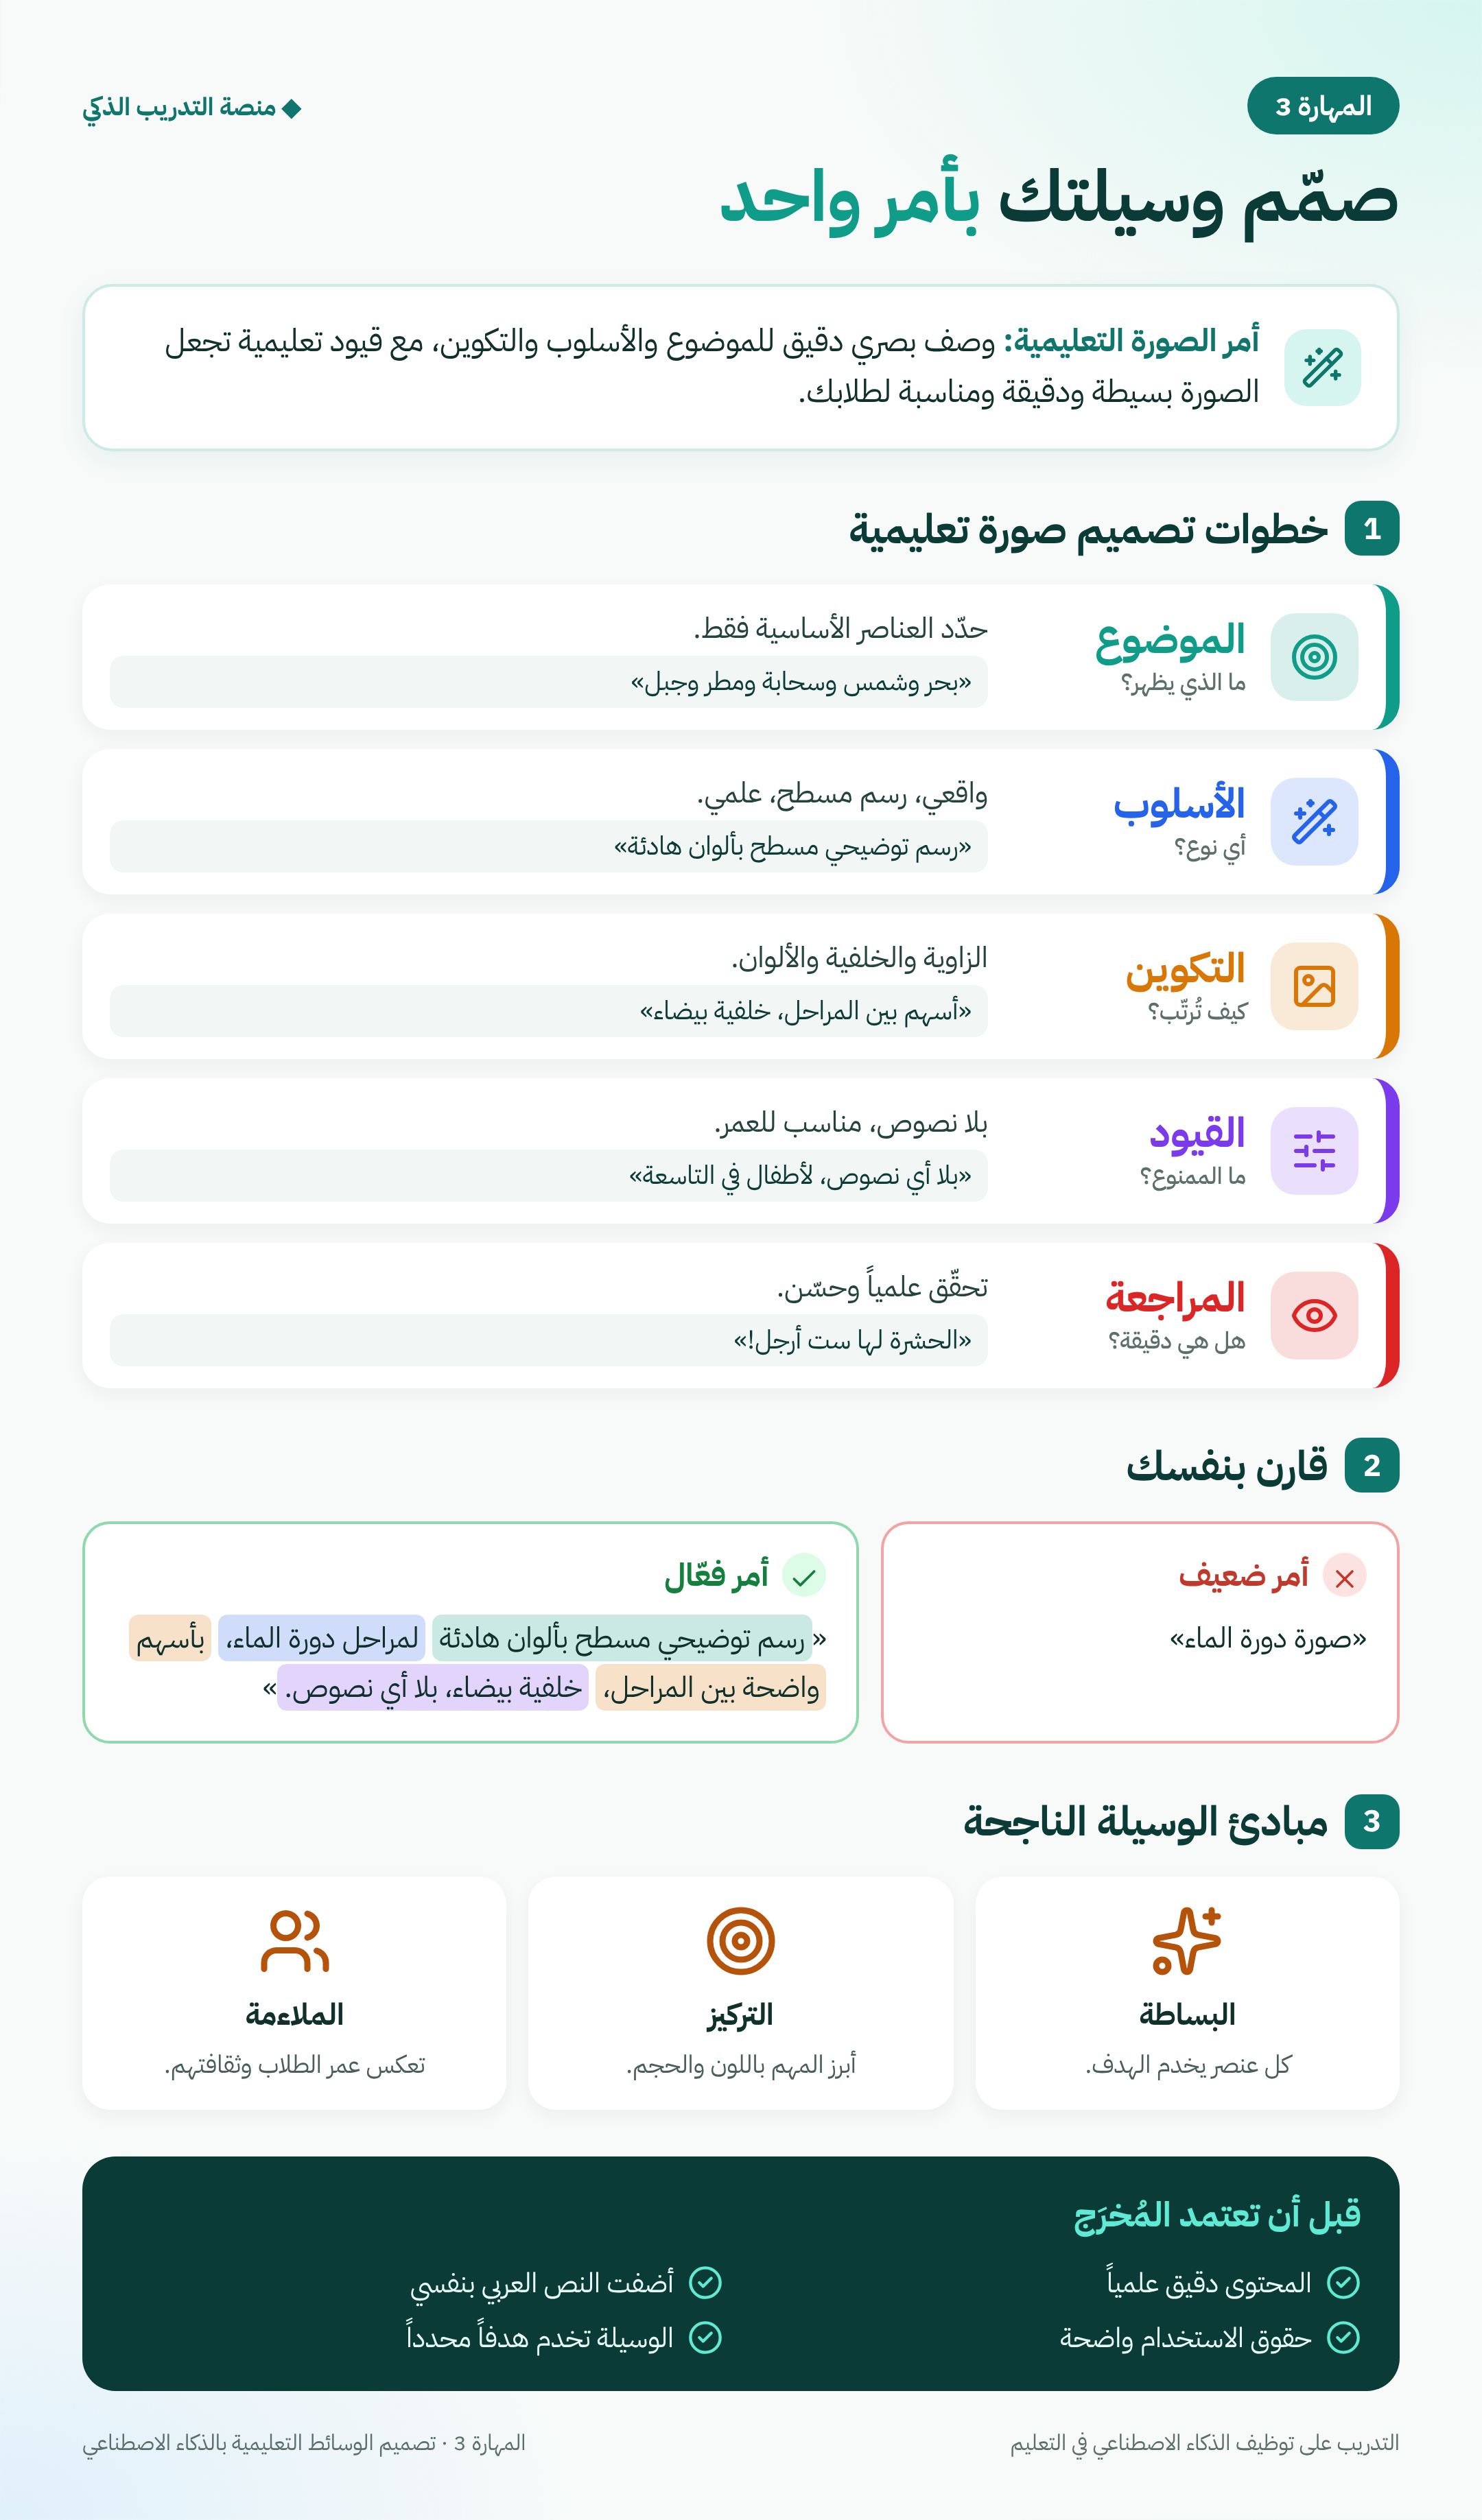 المهارة 3
◆ منصة التدريب الذكي
صمّم وسيلتك بأمر واحد
أمر الصورة التعليمية: وصف بصري دقيق للموضوع والأسلوب والتكوين، مع قيود تعليمية تجعل
الصورة بسيطة ودقيقة ومناسبة لطلابك.
1 خطوات تصميم صورة تعليمية
الموضوع
ما الذي يظهر؟
حدّد العناصر الأساسية فقط.
«بحر وشمس وسحابة ومطر وجبل»
الأسلوب
أي نوع؟
واقعي، رسم مسطح، علمي.
«رسم توضيحي مسطح بألوان هادئة»
التكوين
كيف تُرتّب؟
الزاوية والخلفية والألوان.
«أسهم بين المراحل، خلفية بيضاء»
القيود
ما الممنوع؟
بلا نصوص، مناسب للعمر.
«بلا أي نصوص، لأطفال في التاسعة»
المراجعة
هل هي دقيقة؟
تحقّق علمياً وحسّن.
«الحشرة لها ست أرجل!»
2 قارن بنفسك
أمر ضعيف
«صورة دورة الماء»
أمر فعّال
«رسم توضيحي مسطح بألوان هادئة لمراحل دورة الماء، بأسهم
واضحة بين المراحل، خلفية بيضاء، بلا أي نصوص.»
3 مبادئ الوسيلة الناجحة
البساطة
كل عنصر يخدم الهدف.
التركيز
أبرز المهم باللون والحجم.
الملاءمة
تعكس عمر الطلاب وثقافتهم.
قبل أن تعتمد المُخرَج
المحتوى دقيق علمياً
أضفت النص العربي بنفسي
حقوق الاستخدام واضحة
الوسيلة تخدم هدفاً محدداً
التدريب على توظيف الذكاء الاصطناعي في التعليم
المهارة 3 · تصميم الوسائط التعليمية بالذكاء الاصطناعي